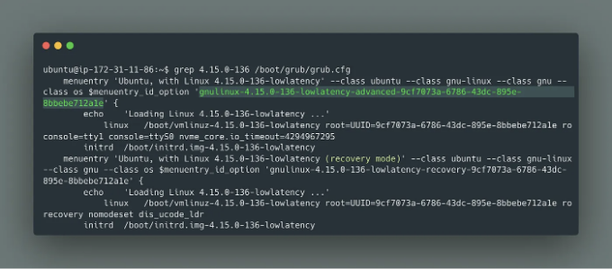 ubuntu@ip-172-31-11-86:~$ grep 4.15.0-136 /boot/grub/grub.cfg
menuentry 'Ubuntu, with Linux 4.15.0-136-lowlatency' --class ubuntu --class gnu-linux --class gnu --
class os $menuentry_id_option 'gnulinux-4.15.0-136-lowlatency-advanced-9cf7073a-6786-43dc-895e-
8bbebe712a1e' {
echo 'Loading Linux 4.15.0-136-lowlatency ...'
linux /boot/vmlinuz-4.15.0-136-lowlatency root=UUID=9cf7073a-6786-43dc-895e-8bbebe712a1e ro
console=tty1 console=ttyS0 nvme_core.io_timeout=4294967295
initrd /boot/initrd.img-4.15.0-136-lowlatency
menuentry 'Ubuntu, with Linux 4.15.0-136-lowlatency (recovery mode)' --class ubuntu --class gnu-linux
--class gnu --class os $menuentry_id_option 'gnulinux-4.15.0-136-lowlatency-recovery-9cf7073a-6786-43dc-
895e-8bbebe712a1e' {
echo 'Loading Linux 4.15.0-136-lowlatency ...'
linux /boot/vmlinuz-4.15.0-136-lowlatency root=UUID=9cf7073a-6786-43dc-895e-8bbebe712a1e ro
recovery nomodeset dis_ucode_ldr
initrd /boot/initrd.img-4.15.0-136-lowlatency